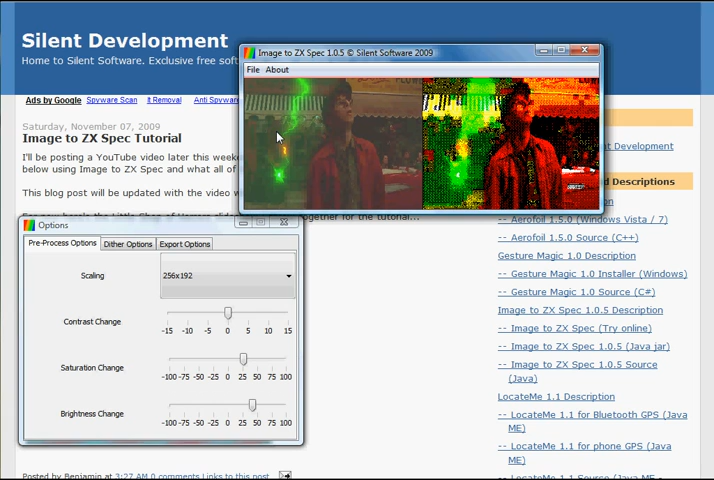 Silent Development
Home to Silent Software. Exclusive free soft
Image to ZX Spec 1.0.5 © Silent Software 2009
File About
Ads by Google Spyware Scan It Removal Anti Spyware
Saturday, November 07, 2009
Image to ZX Spec Tutorial
I'll be posting a YouTube video later this weeke
below using Image to ZX Spec and what all of
This blog post will be updated with the video w
together for the tutorial...
Options
Pre-Process Options Dither Options Export Options
Scaling
256x192
Contrast Change
-15 -10 -5 0 5 10 15
Saturation Change
-100 -75 -50 -25 0 25 50 75 100
Brightness Change
-100 -75 -50 -25 0 25 50 75 100
Posted by Benjamin at 3:27 AM 0 comments Links to this post
nt Development
d Descriptions
on
-- Aerofoil 1.5.0 (Windows Vista / 7)
-- Aerofoil 1.5.0 Source (C++)
Gesture Magic 1.0 Description
-- Gesture Magic 1.0 Installer (Windows)
-- Gesture Magic 1.0 Source (C#)
Image to ZX Spec 1.0.5 Description
-- Image to ZX Spec (Try online)
-- Image to ZX Spec 1.0.5 (Java jar)
-- Image to ZX Spec 1.0.5 Source
(Java)
LocateMe 1.1 Description
-- LocateMe 1.1 for Bluetooth GPS (Java
ME)
-- LocateMe 1.1 for phone GPS (Java
ME)
-- LocateMe 1.1 Source (Java ME -